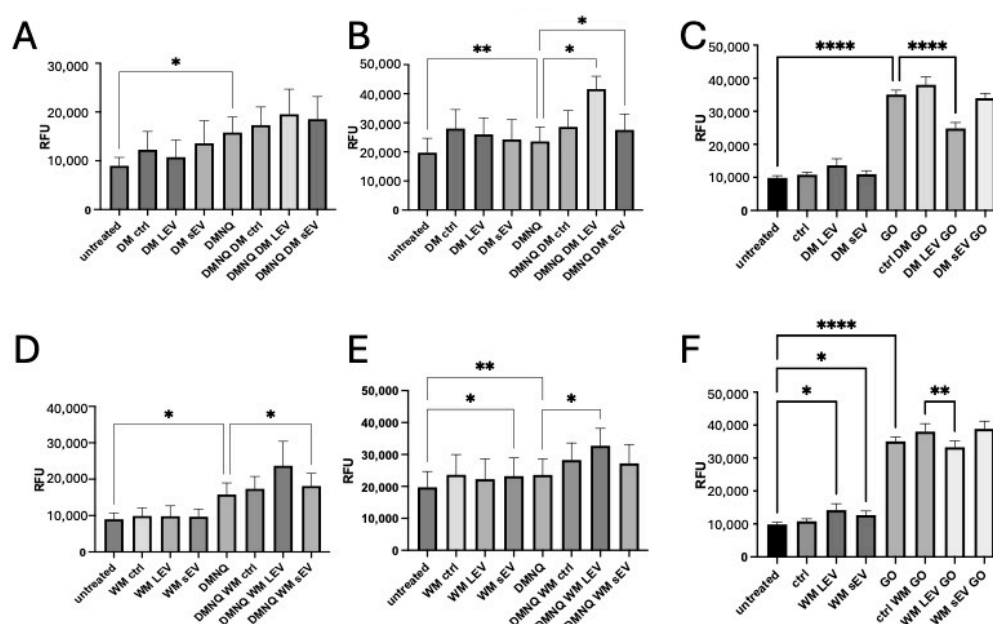 A
*
30,000
20,000
10,000
0
RFU
untreated
DM ctrl
DM LEV
DM sEV
DMNQ
DMNQ DM ctrl
DMNQ DM LEV
DMNQ DM sEV
B
*
**
*
50,000
40,000
30,000
20,000
10,000
0
RFU
untreated
DM ctrl
DM LEV
DM sEV
DMNQ
DMNQ DM ctrl
DMNQ DM LEV
DMNQ DM sEV
C
****
****
50,000
40,000
30,000
20,000
10,000
0
RFU
untreated
ctrl
DM LEV
DM sEV
GO
ctrl DM GO
DM LEV GO
DM sEV GO
D
*
*
40,000
30,000
20,000
10,000
0
RFU
untreated
WM ctrl
WM LEV
WM sEV
DMNQ
DMNQ WM ctrl
DMNQ WM LEV
DMNQ WM sEV
E
**
*
*
50,000
40,000
30,000
20,000
10,000
0
RFU
untreated
WM ctrl
WM LEV
WM sEV
DMNQ
DMNQ WM ctrl
DMNQ WM LEV
DMNQ WM sEV
F
****
*
*
**
50,000
40,000
30,000
20,000
10,000
0
RFU
untreated
ctrl
WM LEV
WM sEV
GO
ctrl WM GO
WM LEV GO
WM sEV GO